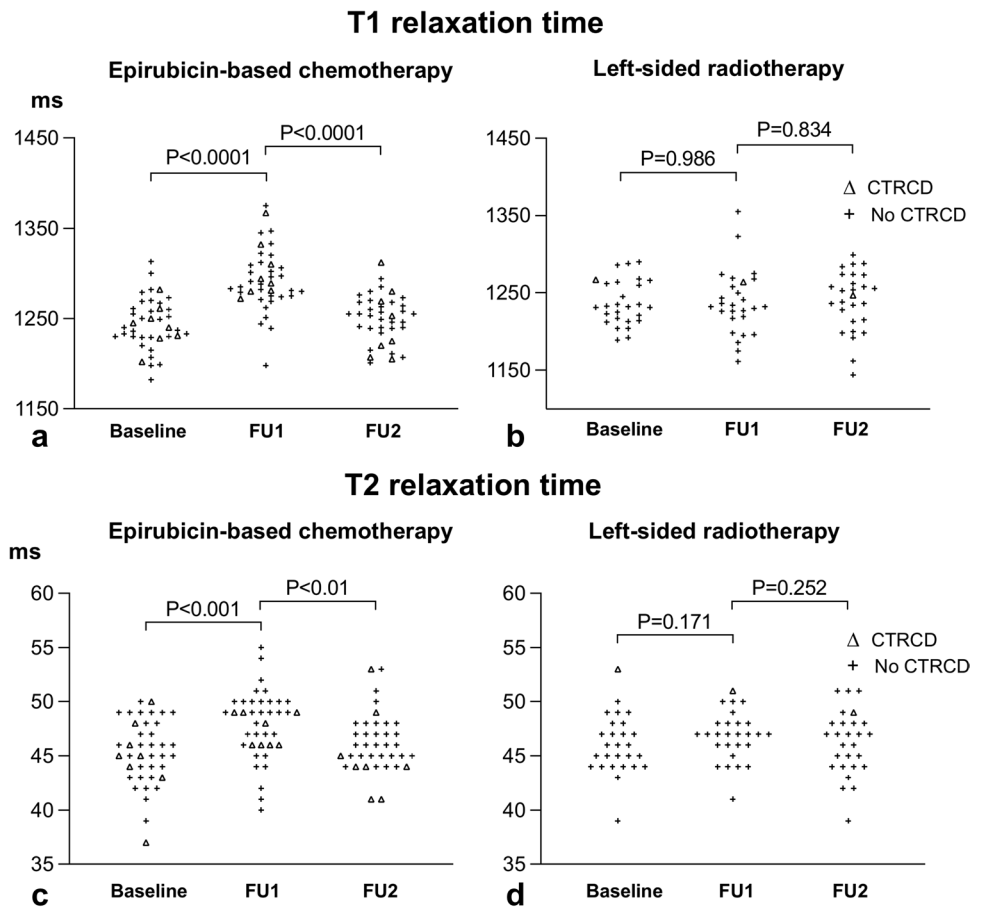 T1 relaxation time
Epirubicin-based chemotherapy
Left-sided radiotherapy
ms
1450
1350
1250
1150
P<0.0001
P<0.0001
Baseline
FU1
FU2
a
1450
1350
1250
1150
P=0.986
P=0.834
Δ CTRCD
+ No CTRCD
Baseline
FU1
FU2
b
T2 relaxation time
Epirubicin-based chemotherapy
Left-sided radiotherapy
ms
60
55
50
45
40
35
P<0.001
P<0.01
Baseline
FU1
FU2
c
60
55
50
45
40
35
P=0.171
P=0.252
Δ CTRCD
+ No CTRCD
Baseline
FU1
FU2
d